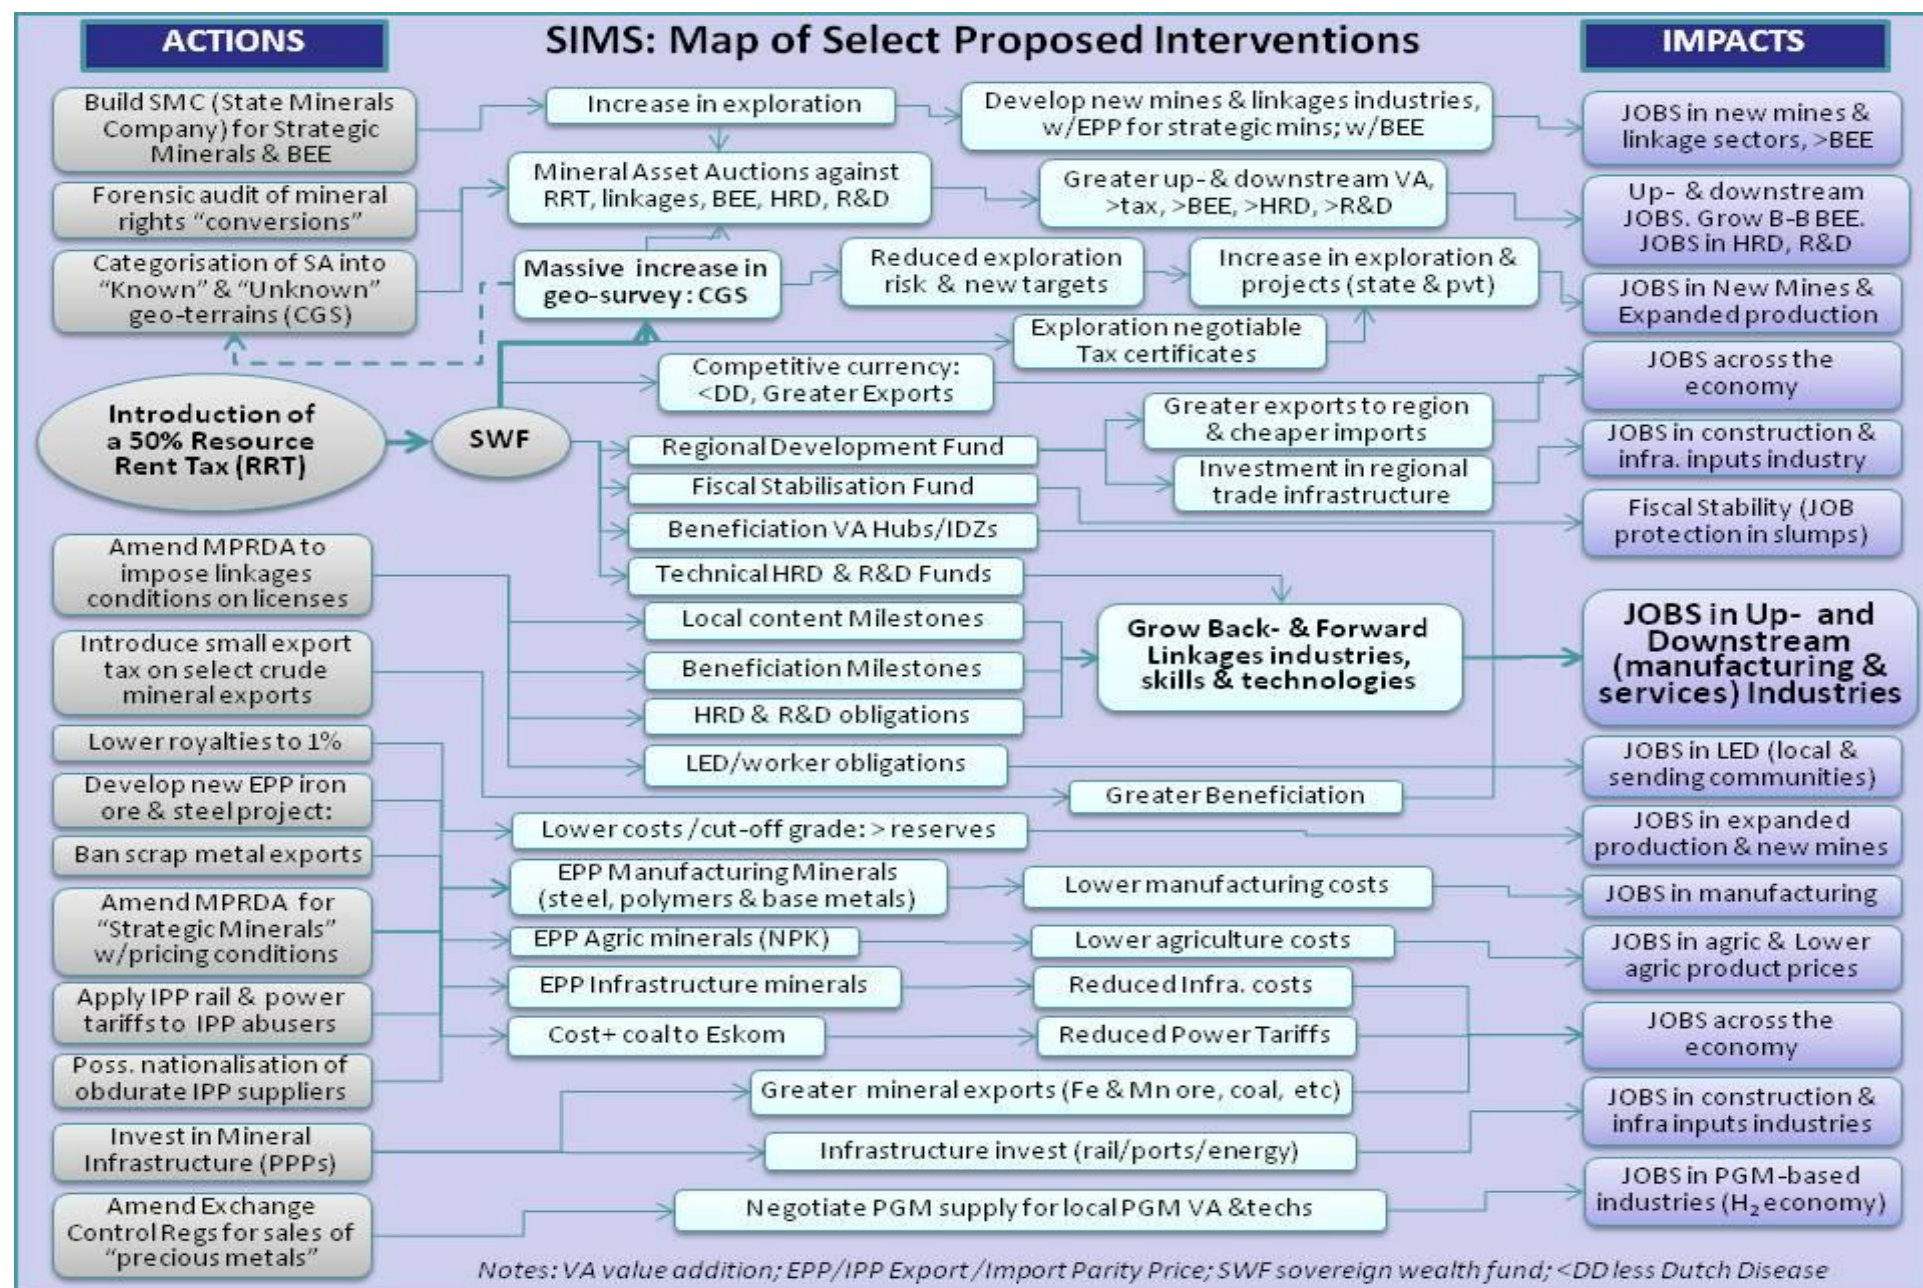 ACTIONS
SIMS: Map of Select Proposed Interventions
IMPACTS
Build SMC (State Minerals
Company) for Strategic
Minerals & BEE
Forensic audit of mineral
rights “conversions”
Categorisation of SA into
“Known” & “Unknown”
geo-terrains (CGS)
Introduction of
a 50% Resource
Rent Tax (RRT)
SWF
Amend MPRDA to
impose linkages
conditions on licenses
Introduce small export
tax on select crude
mineral exports
Lower royalties to 1%
Develop new EPP iron
ore & steel project:
Ban scrap metal exports
Amend MPRDA for
“Strategic Minerals”
w/pricing conditions
Apply IPP rail & power
tariffs to IPP abusers
Poss. nationalisation of
obdurate IPP suppliers
Invest in Mineral
Infrastructure (PPPs)
Amend Exchange
Control Regs for sales of
“precious metals”
Increase in exploration
Develop new mines & linkages industries,
w/EPP for strategic mins; w/BEE
Mineral Asset Auctions against
RRT, linkages, BEE, HRD, R&D
Greater up- & downstream VA,
>tax, >BEE, >HRD, >R&D
Massive increase in
geo-survey: CGS
Reduced exploration
risk & new targets
Increase in exploration &
projects (state & pvt)
Exploration negotiable
Tax certificates
Competitive currency:
<DD, Greater Exports
Regional Development Fund
Greater exports to region
& cheaper imports
Investment in regional
trade infrastructure
Fiscal Stabilisation Fund
Beneficiation VA Hubs/IDZs
Technical HRD & R&D Funds
Local content Milestones
Beneficiation Milestones
HRD & R&D obligations
LED/worker obligations
Grow Back- & Forward
Linkages industries,
skills & technologies
Greater Beneficiation
Lower costs /cut-off grade: > reserves
EPP Manufacturing Minerals
(steel, polymers & base metals)
Lower manufacturing costs
EPP Agric minerals (NPK)
Lower agriculture costs
EPP Infrastructure minerals
Reduced Infra. costs
Cost+ coal to Eskom
Reduced Power Tariffs
Greater mineral exports (Fe & Mn ore, coal, etc)
Infrastructure invest (rail/ports/energy)
Negotiate PGM supply for local PGM VA &techs
JOBS in new mines &
linkage sectors, >BEE
Up- & downstream
JOBS. Grow B-B BEE.
JOBS in HRD, R&D
JOBS in New Mines &
Expanded production
JOBS across the
economy
JOBS in construction &
infra. inputs industry
Fiscal Stability (JOB
protection in slumps)
JOBS in Up- and
Downstream
(manufacturing &
services) Industries
JOBS in LED (local &
sending communities)
JOBS in expanded
production & new mines
JOBS in manufacturing
JOBS in agric & Lower
agric product prices
JOBS across the
economy
JOBS in construction &
infra inputs industries
JOBS in PGM-based
industries (H₂ economy)
Notes: VA value addition; EPP/IPP Export /Import Parity Price; SWF sovereign wealth fund; <DD less Dutch Disease